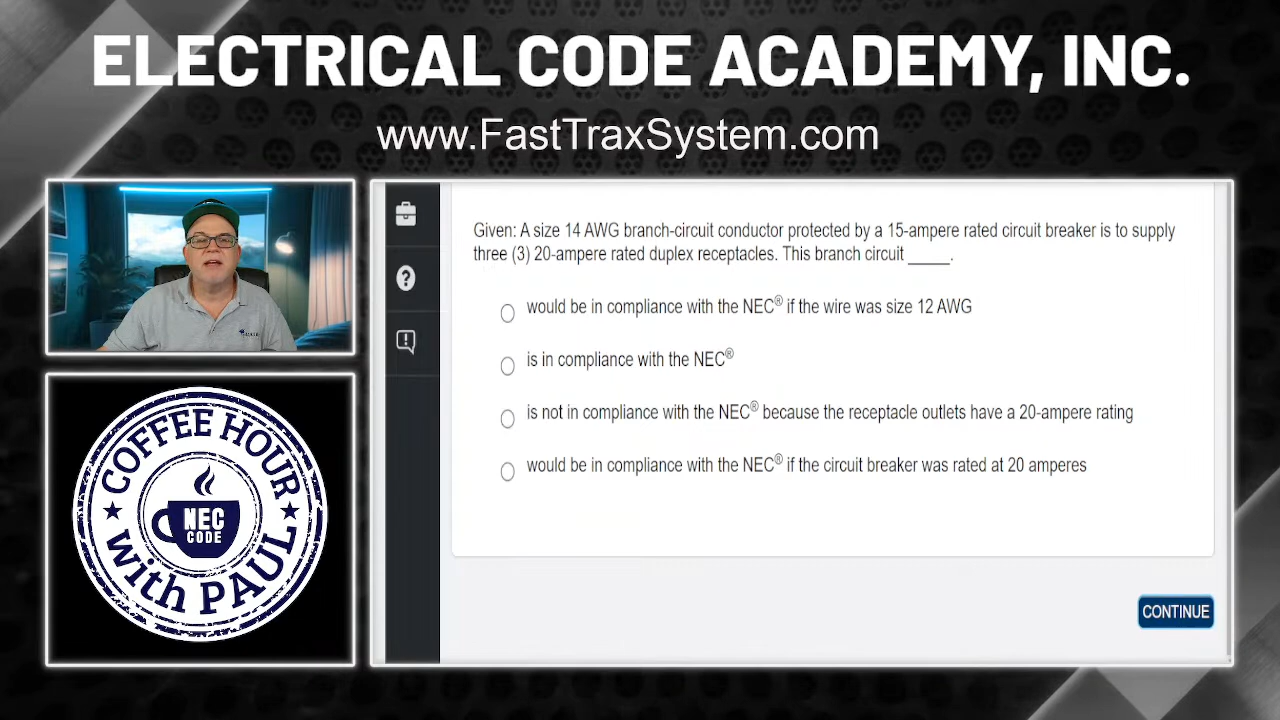 ELECTRICAL CODE ACADEMY, INC.
www.FastTraxSystem.com
Given: A size 14 AWG branch-circuit conductor protected by a 15-ampere rated circuit breaker is to supply
three (3) 20-ampere rated duplex receptacles. This branch circuit _____.
would be in compliance with the NEC® if the wire was size 12 AWG
is in compliance with the NEC®
is not in compliance with the NEC® because the receptacle outlets have a 20-ampere rating
would be in compliance with the NEC® if the circuit breaker was rated at 20 amperes
CONTINUE
COFFEE HOUR
NEC
CODE
with PAUL